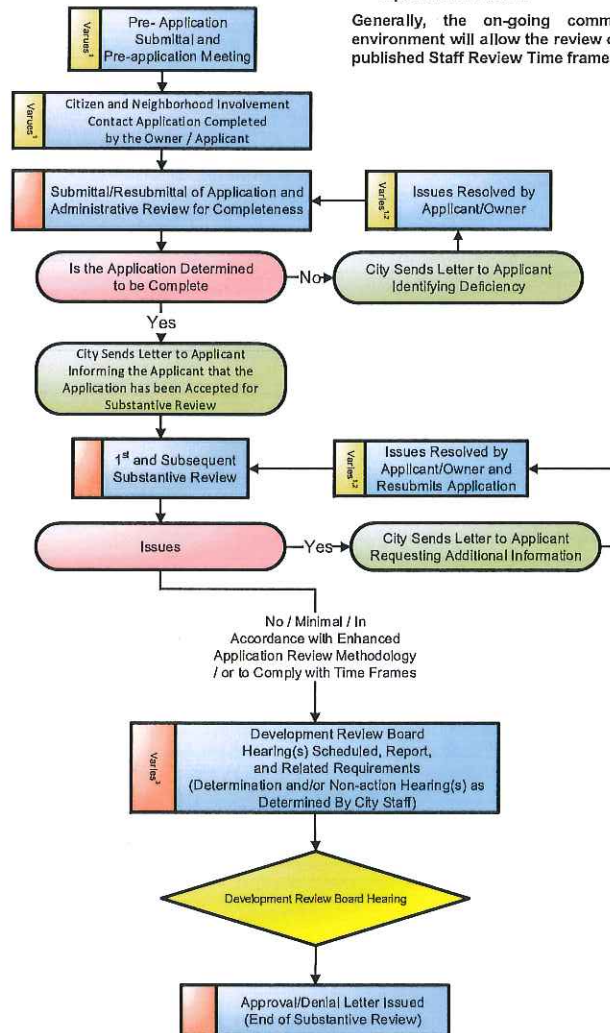 Generally, the on-going comm
environment will allow the review o
published Staff Review Time frame
Varues¹
Pre- Application
Submittal and
Pre-application Meeting
Varues¹
Citizen and Neighborhood Involvement
Contact Application Completed
by the Owner / Applicant
Submittal/Resubmittal of Application and
Administrative Review for Completeness
Varies¹,²
Issues Resolved by
Applicant/Owner
Is the Application Determined
to be Complete
No
City Sends Letter to Applicant
Identifying Deficiency
Yes
City Sends Letter to Applicant
Informing the Applicant that the
Application has been Accepted for
Substantive Review
1st and Subsequent
Substantive Review
Varies¹,²
Issues Resolved by
Applicant/Owner and
Resubmits Application
Issues
Yes
City Sends Letter to Applicant
Requesting Additional Information
No / Minimal / In
Accordance with Enhanced
Application Review Methodology
/ or to Comply with Time Frames
Varies³
Development Review Board
Hearing(s) Scheduled, Report,
and Related Requirements
(Determination and/or Non-action Hearing(s) as
Determined By City Staff)
Development Review Board Hearing
Approval/Denial Letter Issued
(End of Substantive Review)